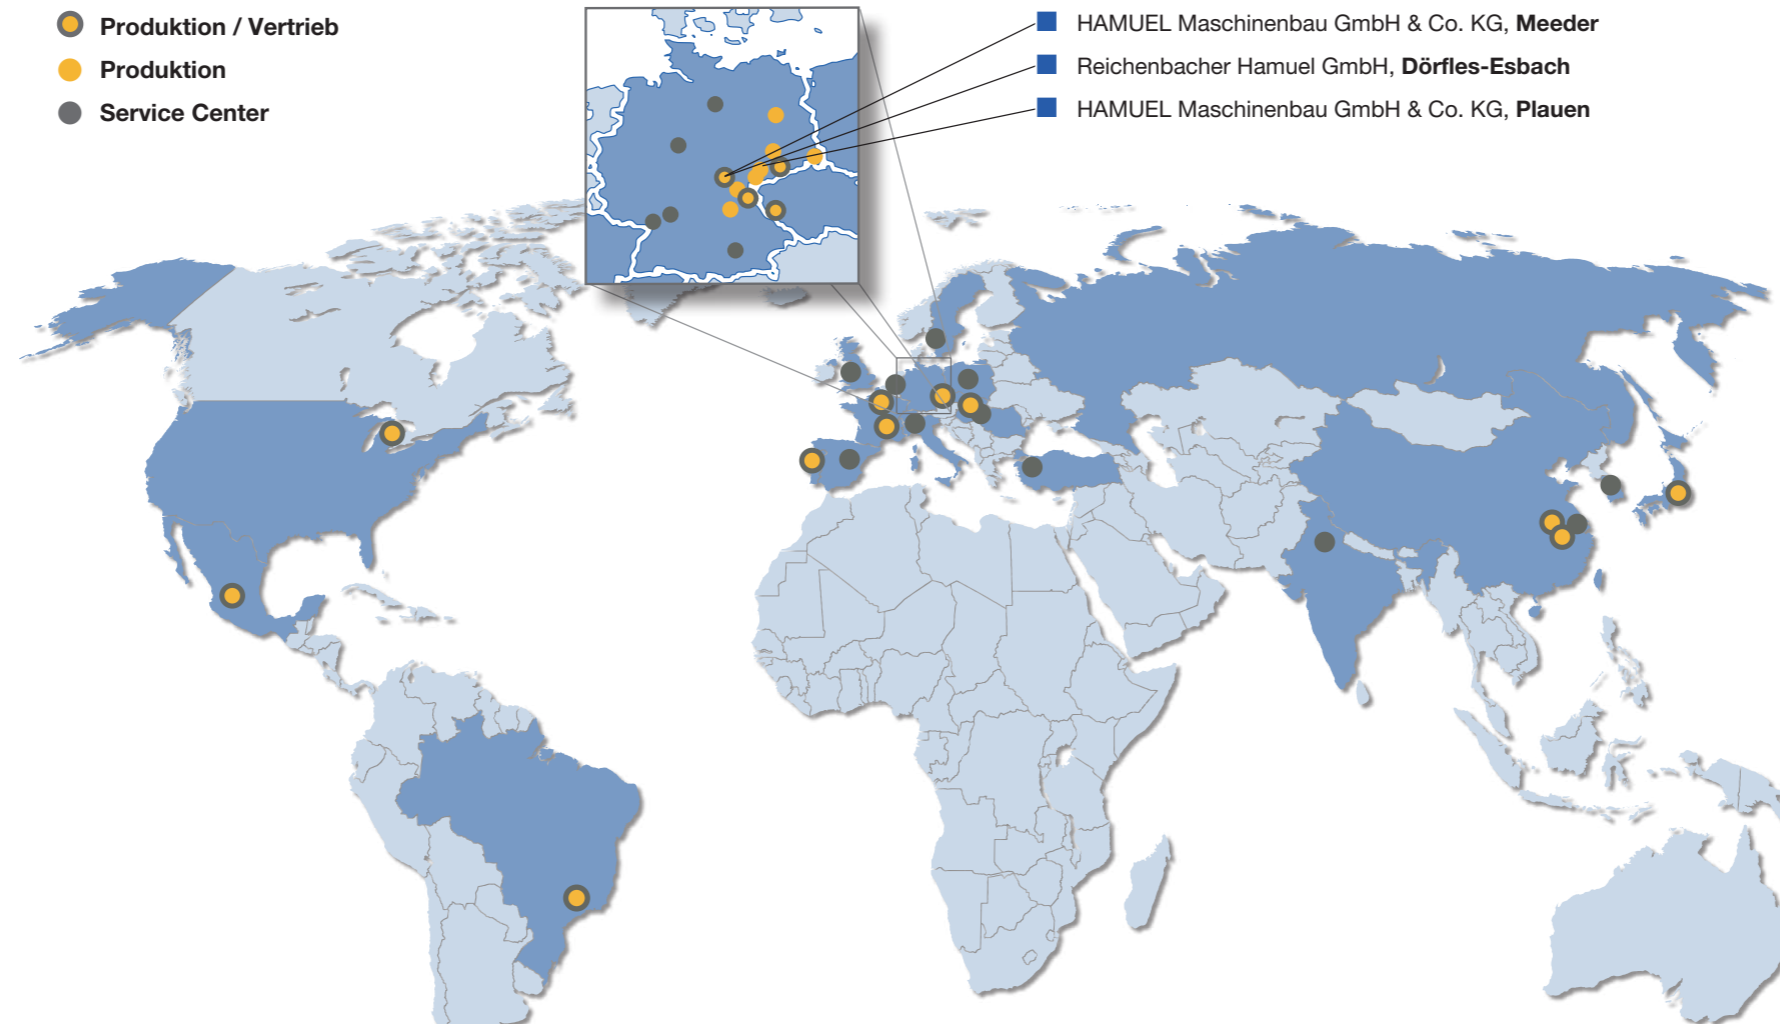 Produktion / Vertrieb
Produktion
Service Center
HAMUEL Maschinenbau GmbH & Co. KG, Meeder
Reichenbacher Hamuel GmbH, Dörfles-Esbach
HAMUEL Maschinenbau GmbH & Co. KG, Plauen